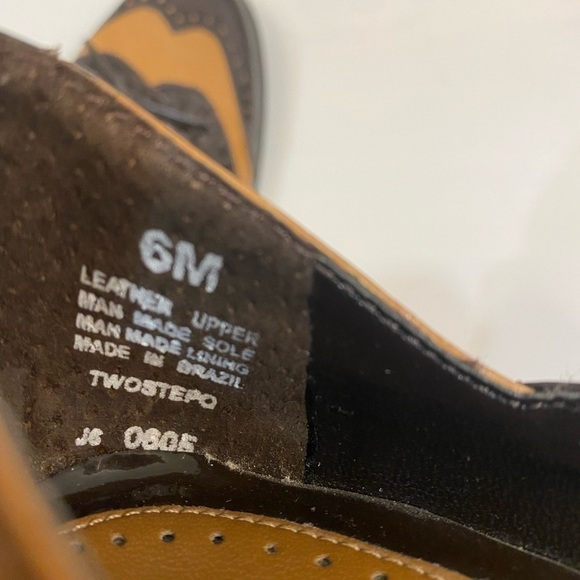 6M
LEATHER UPPER
MAN MADE SOLE
MAN MADE LINING
MADE IN BRAZIL
TWOSTEPO
J6 0605